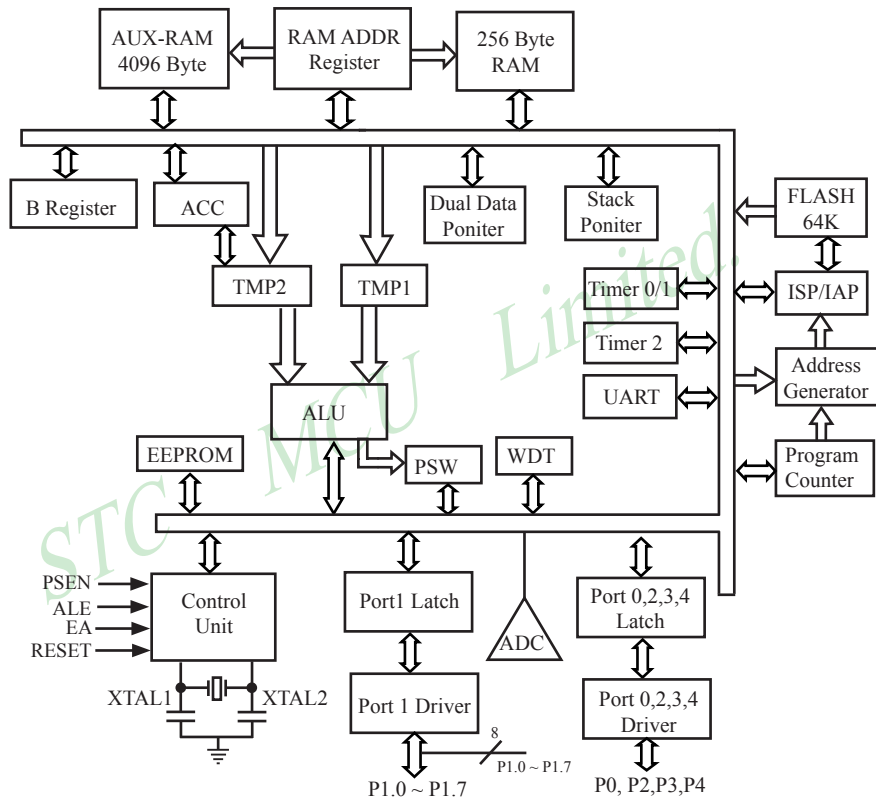 AUX-RAM
4096 Byte
RAM ADDR
Register
256 Byte
RAM
B Register
ACC
Dual Data
Poniter
Stack
Poniter
FLASH
64K
TMP2
TMP1
Timer 0/1
ISP/IAP
Timer 2
Address
Generator
UART
ALU
EEPROM
PSW
WDT
Program
Counter
STC MCU Limited.
PSEN
ALE
EA
RESET
Control
Unit
Port1 Latch
ADC
Port 0,2,3,4
Latch
XTAL1
XTAL2
Port 1 Driver
Port 0,2,3,4
Driver
8
P1.0 ~ P1.7
P1.0 ~ P1.7
P0, P2,P3,P4